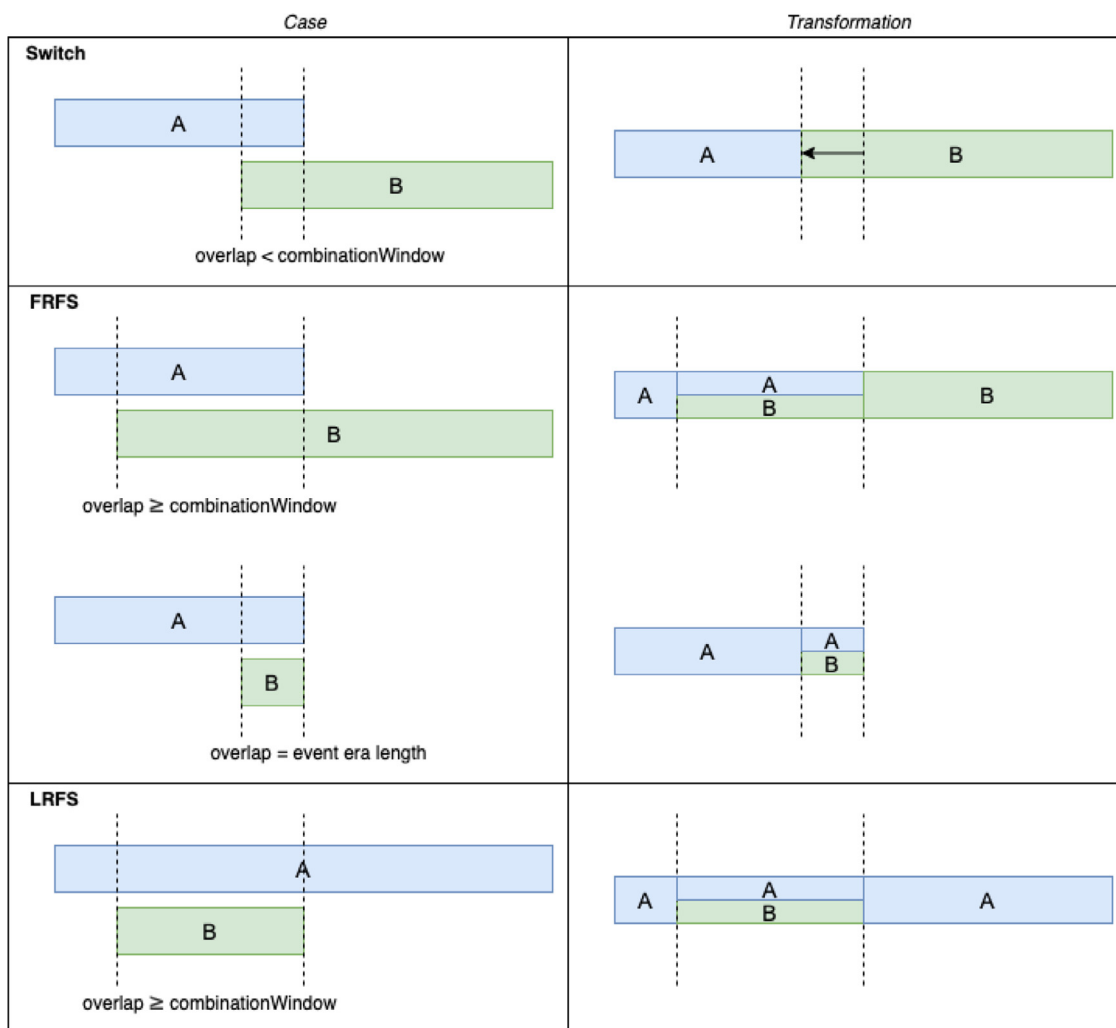 Case
Transformation
Switch
A
B
overlap < combinationWindow
A
B
FRFS
A
B
overlap ≥ combinationWindow
A
A
B
B
A
B
overlap = event era length
A
A
B
LRFS
A
B
overlap ≥ combinationWindow
A
A
B
A